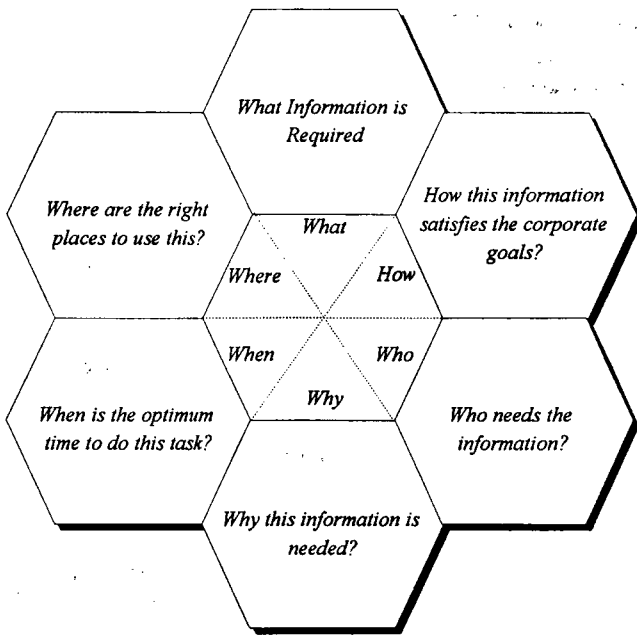 What Information is
Required
Where are the right
places to use this?
How this information
satisfies the corporate
goals?
What
Where
How
When
Who
Why
When is the optimum
time to do this task?
Who needs the
information?
Why this information is
needed?